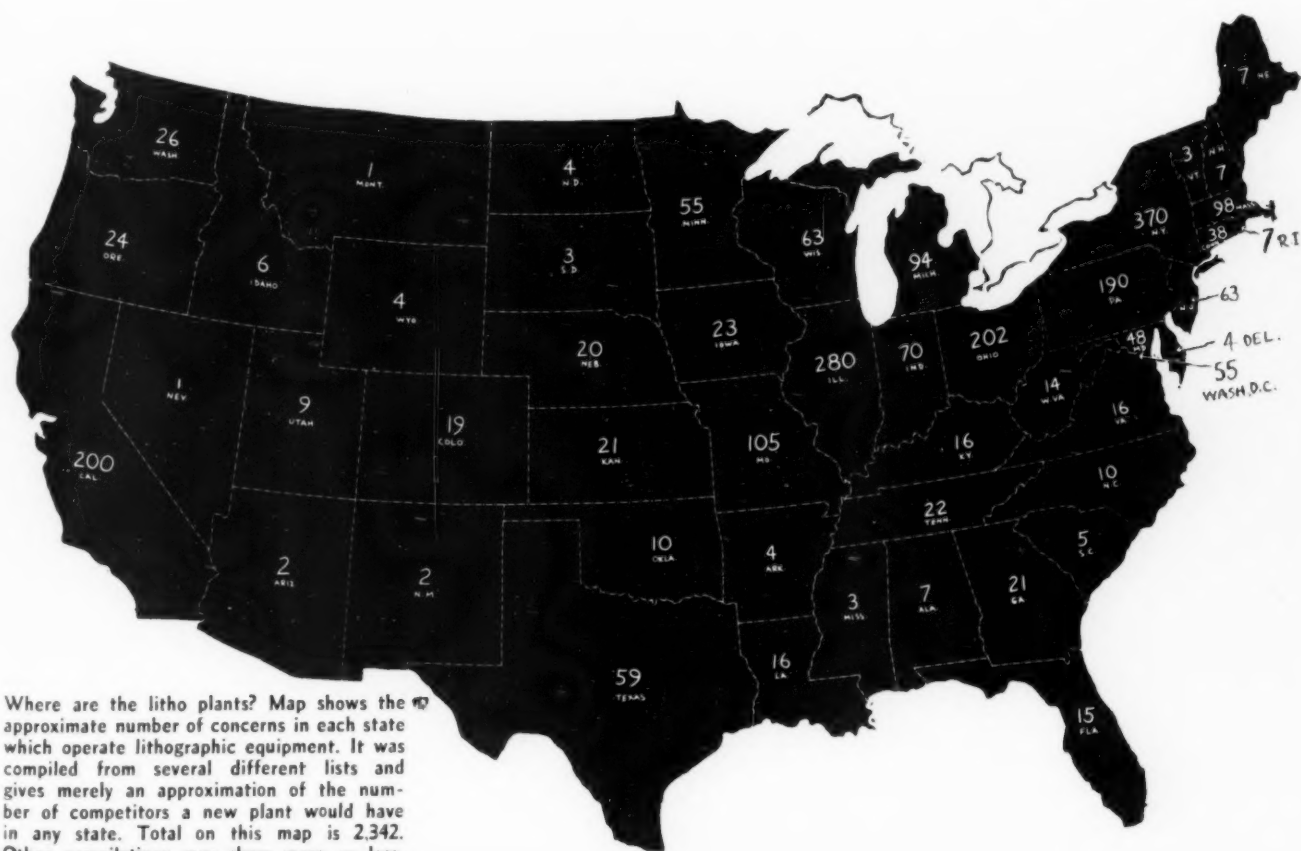 7 ME
26
WASH
1
MONT.
4
N.D.
55
MINN.
3
VT.
N.H.
7
370
N.Y.
98 MASS
38
CONN
7 R I
24
ORE.
6
IDAHO
4
WYO
3
S.D.
63
WIS
94
MICH.
190
PA
N.J.
63
20
NEB
23
IOWA
280
ILL.
70
IND.
202
OHIO
48
MD
4 DEL.
55
WASH.D.C.
1
NEV
9
UTAH
19
COLO
14
W.VA
16
VA
200
CAL.
21
KAN
105
MO.
16
KY.
10
N.C.
22
TENN.
2
ARIZ
2
N.M
10
OKLA
4
ARK
5
S.C.
3
MISS.
7
ALA.
21
GA.
59
TEXAS
16
LA.
15
FLA
Where are the litho plants? Map shows the
approximate number of concerns in each state
which operate lithographic equipment. It was
compiled from several different lists and
gives merely an approximation of the num-
ber of competitors a new plant would have
in any state. Total on this map is 2,342.